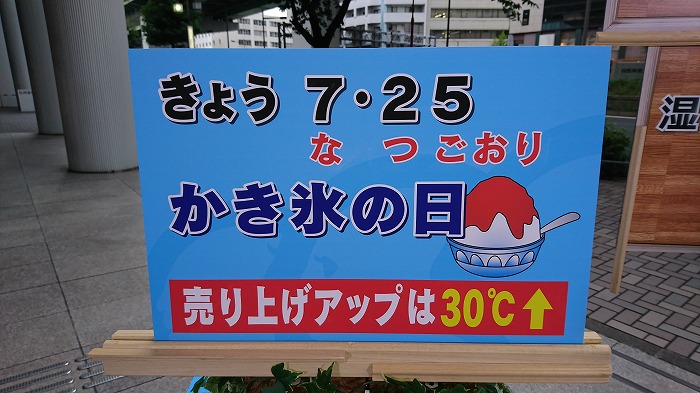 きょう 7・25
なつごおり
かき氷の日
売り上げアップは30℃↑
湿